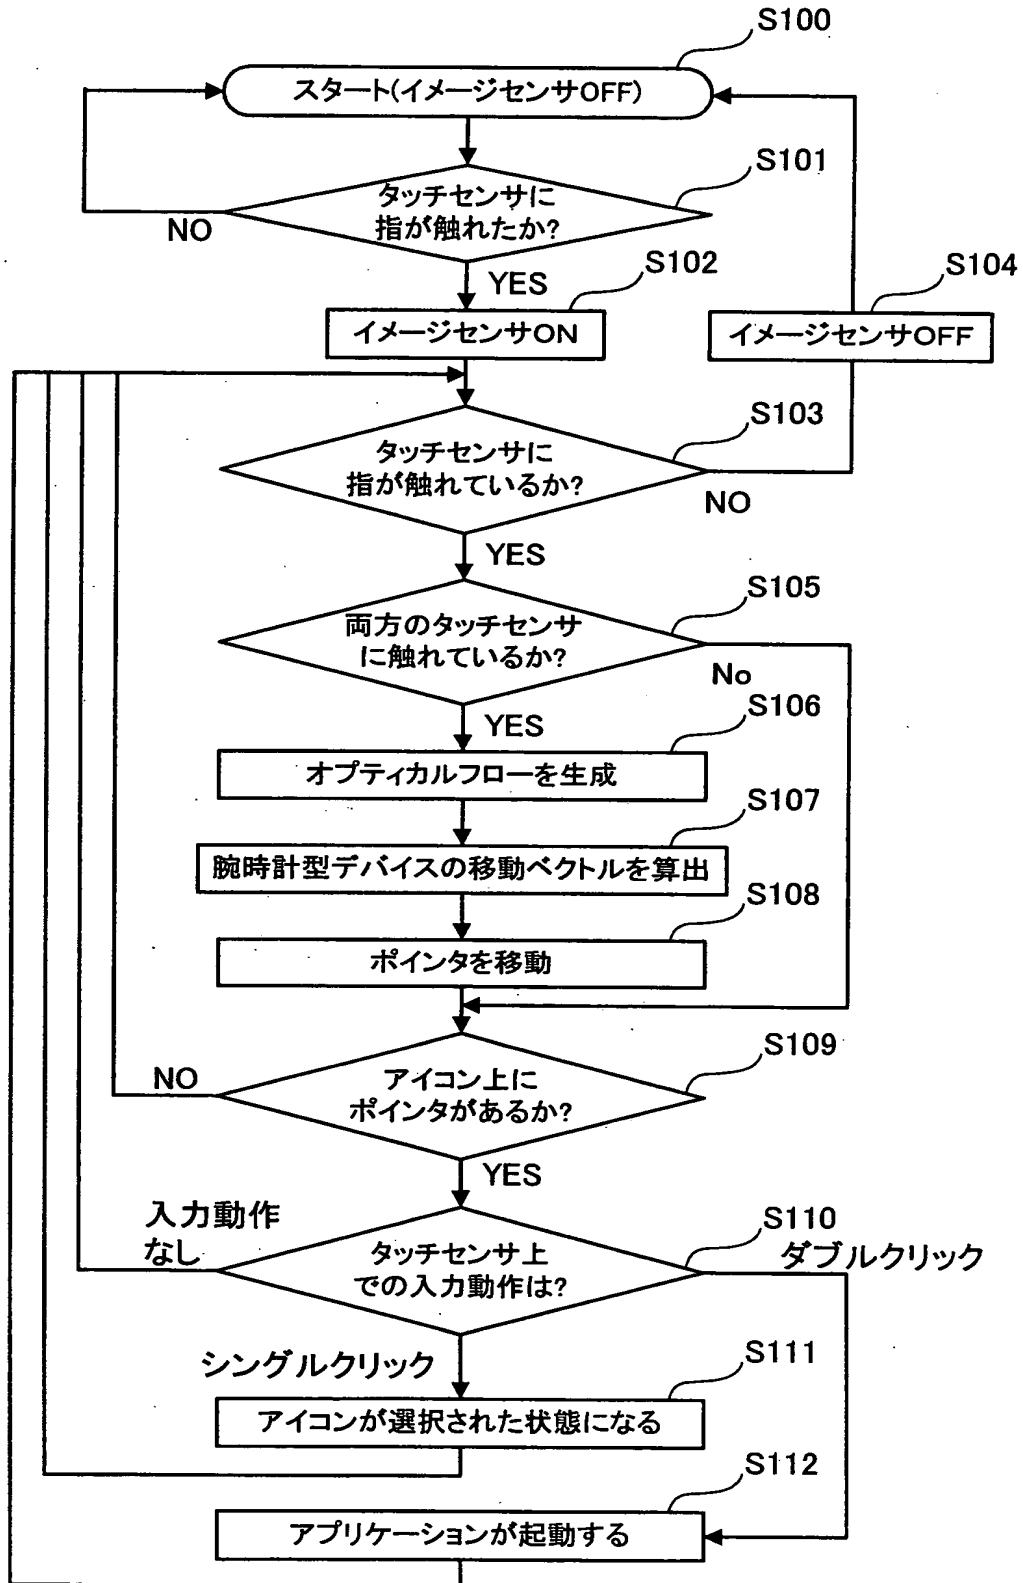 S100
スタート(イメージセンサOFF)
S101
タッチセンサに
指が触れたか?
NO
YES
S102
イメージセンサON
S104
イメージセンサOFF
S103
タッチセンサに
指が触れているか?
NO
YES
S105
両方のタッチセンサ
に触れているか?
No
YES
S106
オプティカルフローを生成
S107
腕時計型デバイスの移動ベクトルを算出
S108
ポインタを移動
S109
アイコン上に
ポインタがあるか?
NO
YES
S110
タッチセンサ上
での入力動作は?
入力動作
なし
ダブルクリック
シングルクリック
S111
アイコンが選択された状態になる
S112
アプリケーションが起動する